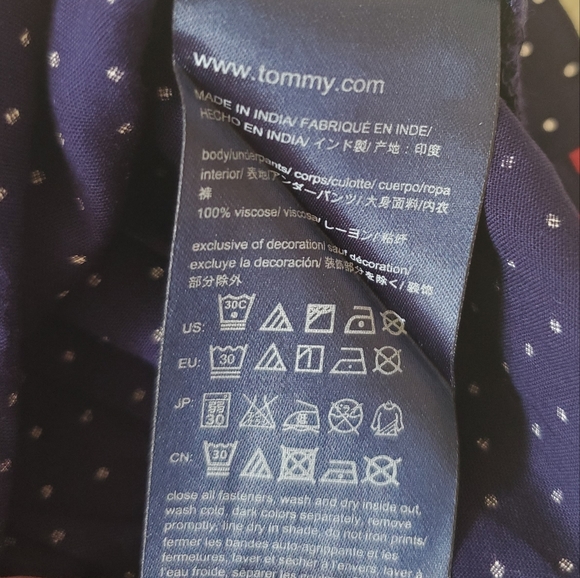 www.tommy.com
MADE IN INDIA/ FABRIQUÉ EN INDE/
HECHO EN INDIA/ インド製/ 产地：印度
body/underpants/ corps/culotte/ cuerpo/ropa
interior/ 表地アンダーパンツ/ 大身面料/内衣
裤
100% viscose/ viscosa/ レーヨン/ 粘纤
exclusive of decoration/ sauf décoration/
excluye la decoración/ 装飾部分を除く/ 装饰
部分除外
US: 30C
EU: 30 1
JP: 弱 30
CN: 30
close all fasteners, wash and dry inside out,
wash cold, dark colors separately, remove
promptly, line dry in shade, do not iron prints/
fermer les bandes auto-agrippante et les
fermetures, laver et sécher à l'envers, laver à
l'eau froide, séparer les